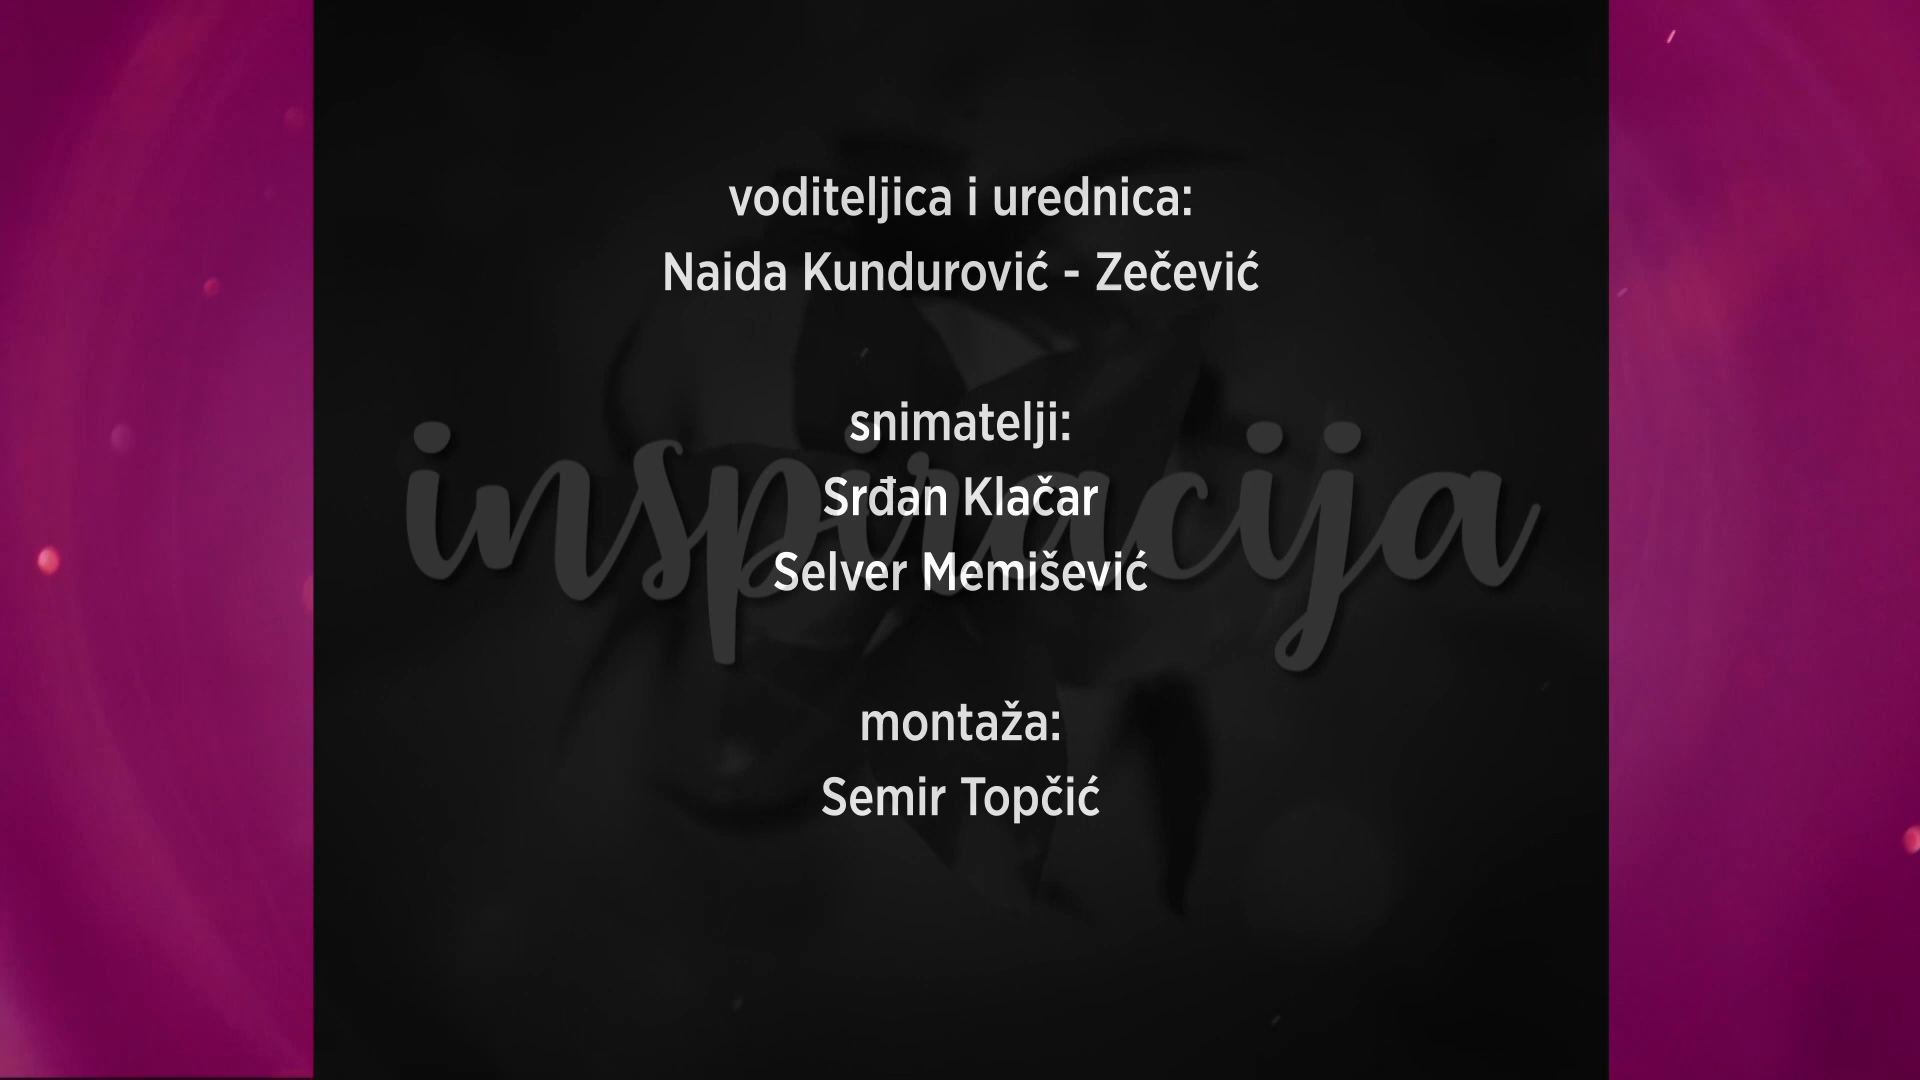 voditeljica i urednica:
Naida Kundurović - Zečević
snimatelji:
inspiracija
Srđan Klačar
Selver Memišević
montaža:
Semir Topčić